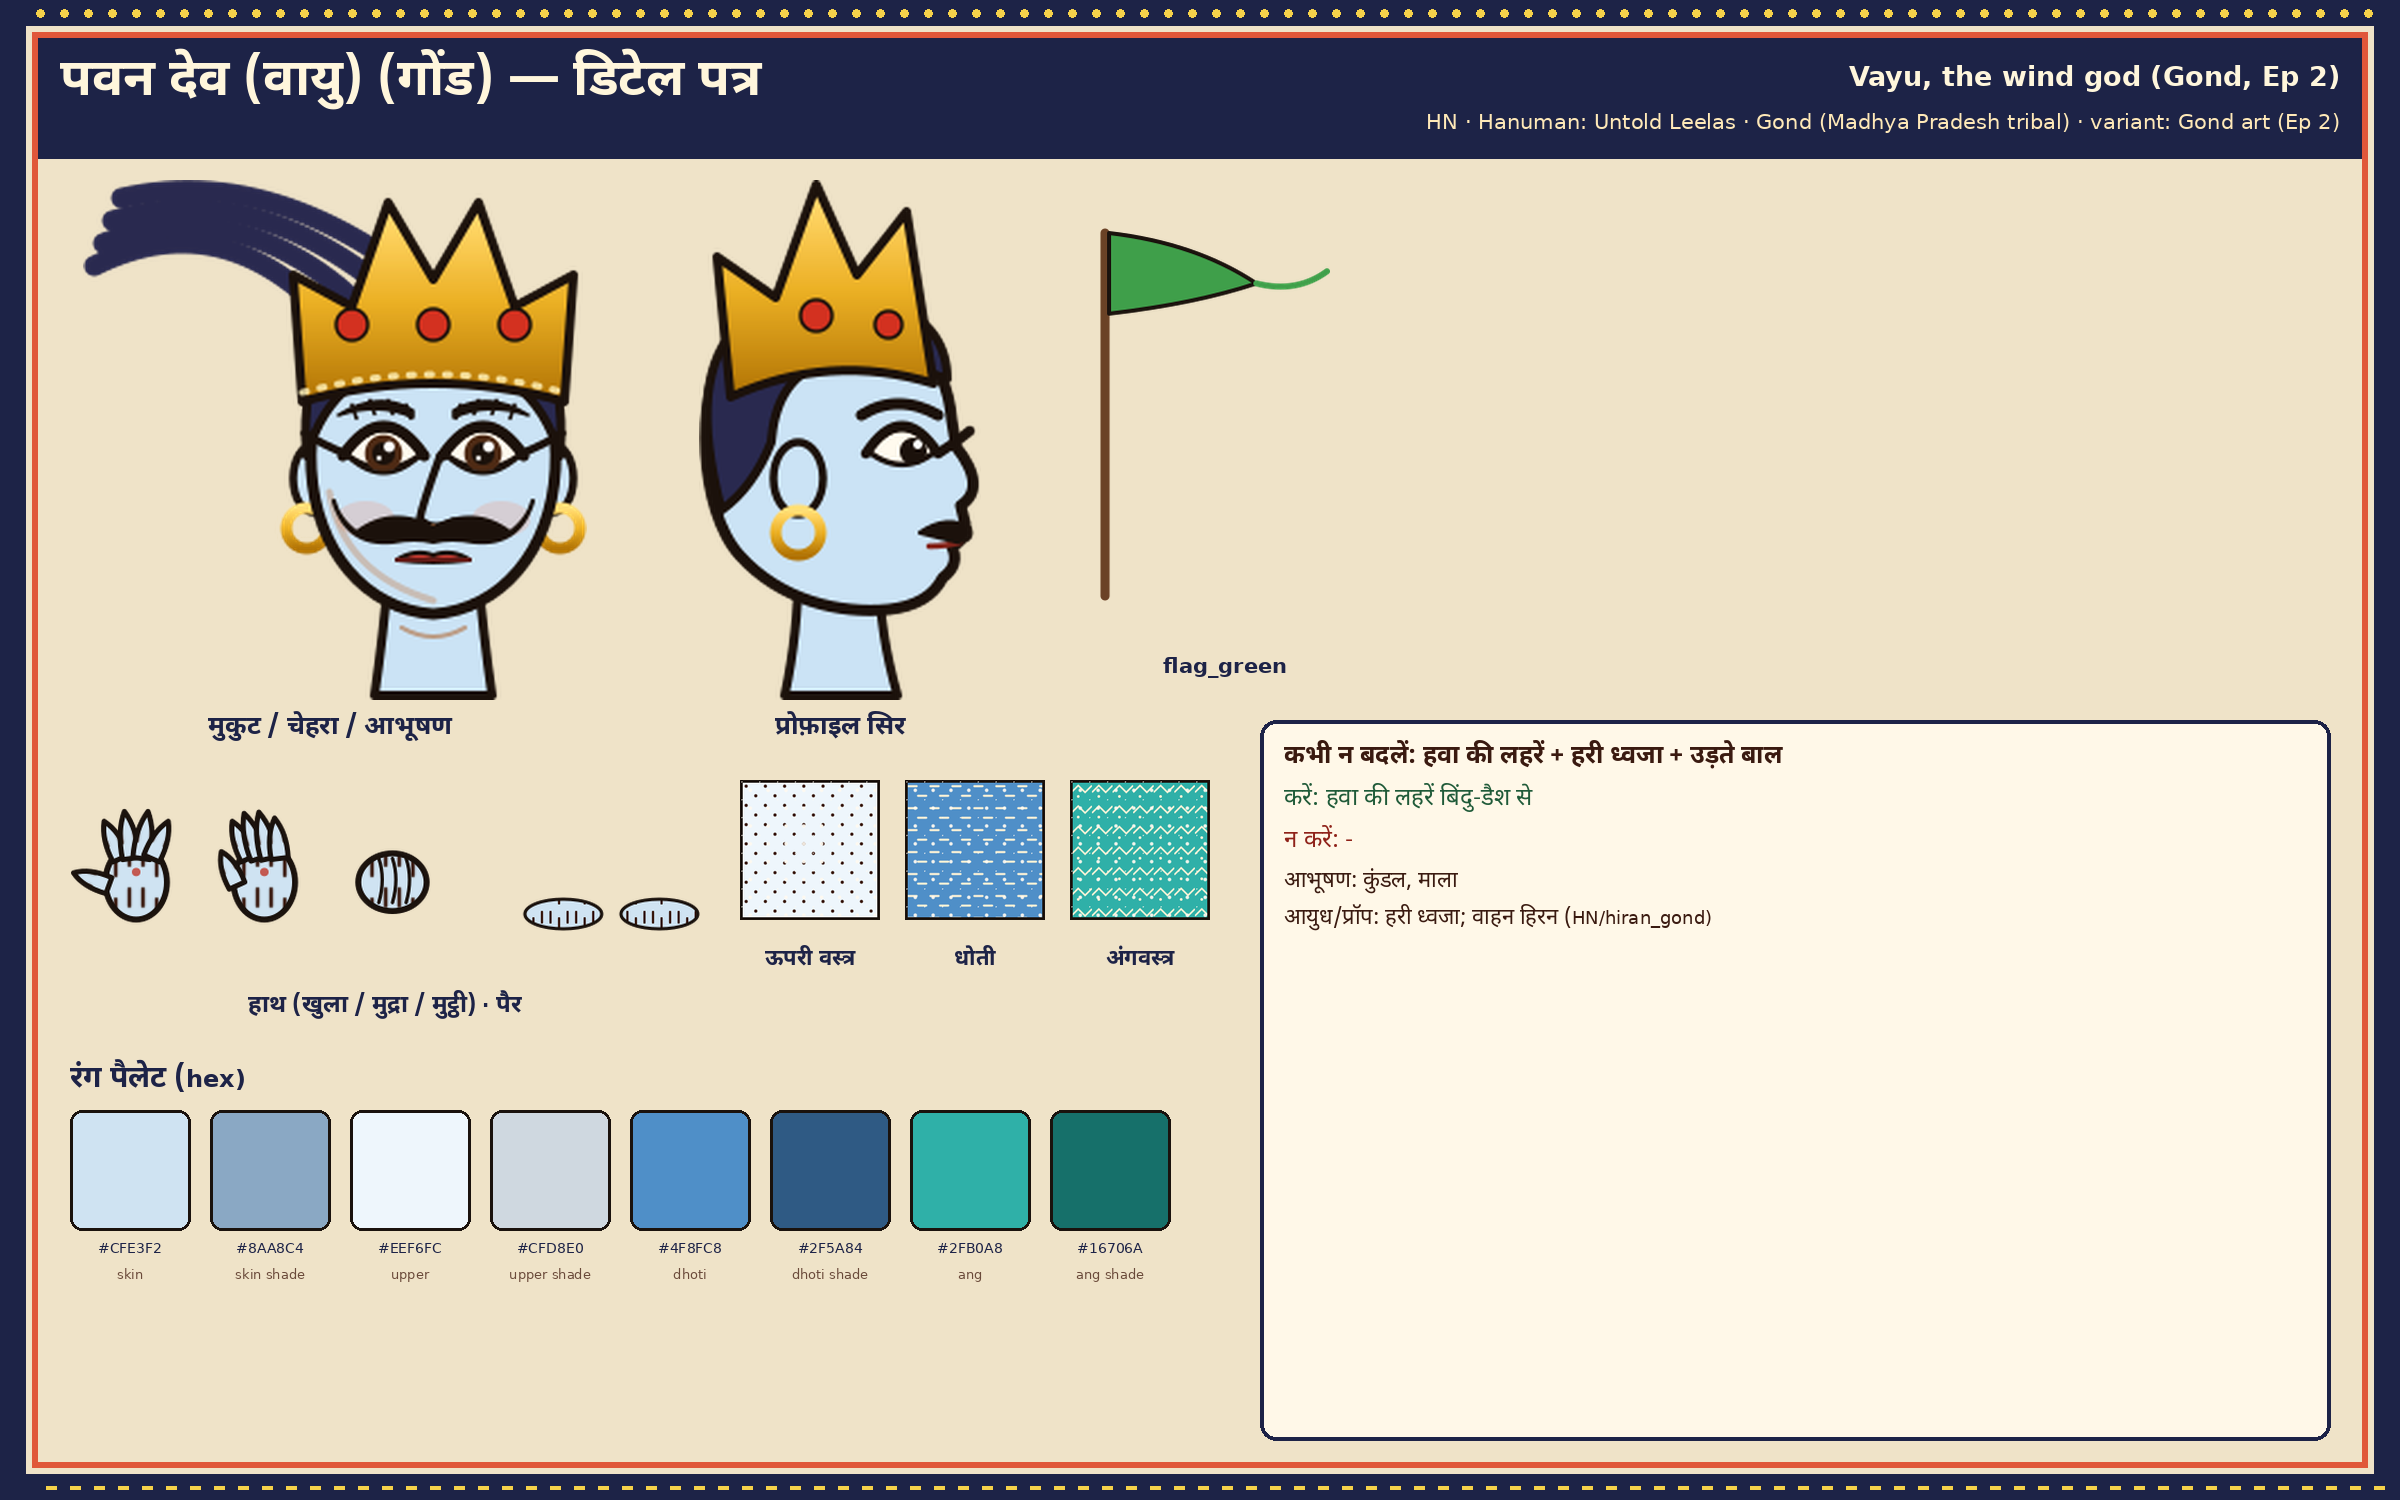 पवन देव (वायु) (गोंड) — डिटेल पत्र
Vayu, the wind god (Gond, Ep 2)
HN · Hanuman: Untold Leelas · Gond (Madhya Pradesh tribal) · variant: Gond art (Ep 2)
flag_green
मुकुट / चेहरा / आभूषण
प्रोफ़ाइल सिर
कभी न बदलें: हवा की लहरें + हरी ध्वजा + उड़ते बाल
करें: हवा की लहरें बिंदु-डैश से
न करें: -
आभूषण: कुंडल, माला
आयुध/प्रॉप: हरी ध्वजा; वाहन हिरन (HN/hiran_gond)
ऊपरी वस्त्र
धोती
अंगवस्त्र
हाथ (खुला / मुद्रा / मुट्ठी) · पैर
रंग पैलेट (hex)
#CFE3F2
#8AA8C4
#EEF6FC
#CFD8E0
#4F8FC8
#2F5A84
#2FB0A8
#16706A
skin
skin shade
upper
upper shade
dhoti
dhoti shade
ang
ang shade